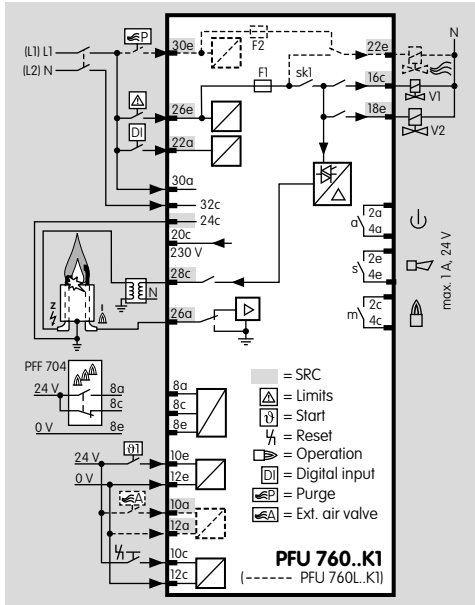 N
(L1) L1
P
30e
F2
22e
(L2) N
F1
sk1
16c
V1
26e
18e
V2
DI
22a
30a
32c
24c
a
2a
4a
20c
230 V
s
2e
4e
max. 1 A, 24 V
28c
N
Z
I
26a
m
2c
4c
PFF 704
24 V
8a
8c
0 V
8e
8a
8c
8e
= SRC
= Limits
ϑ = Start
= Reset
= Operation
DI = Digital input
P = Purge
A = Ext. air valve
ϑ1
24 V
10e
0 V
12e
A
10a
12a
10c
12c
PFU 760..K1
(------ PFU 760L..K1)